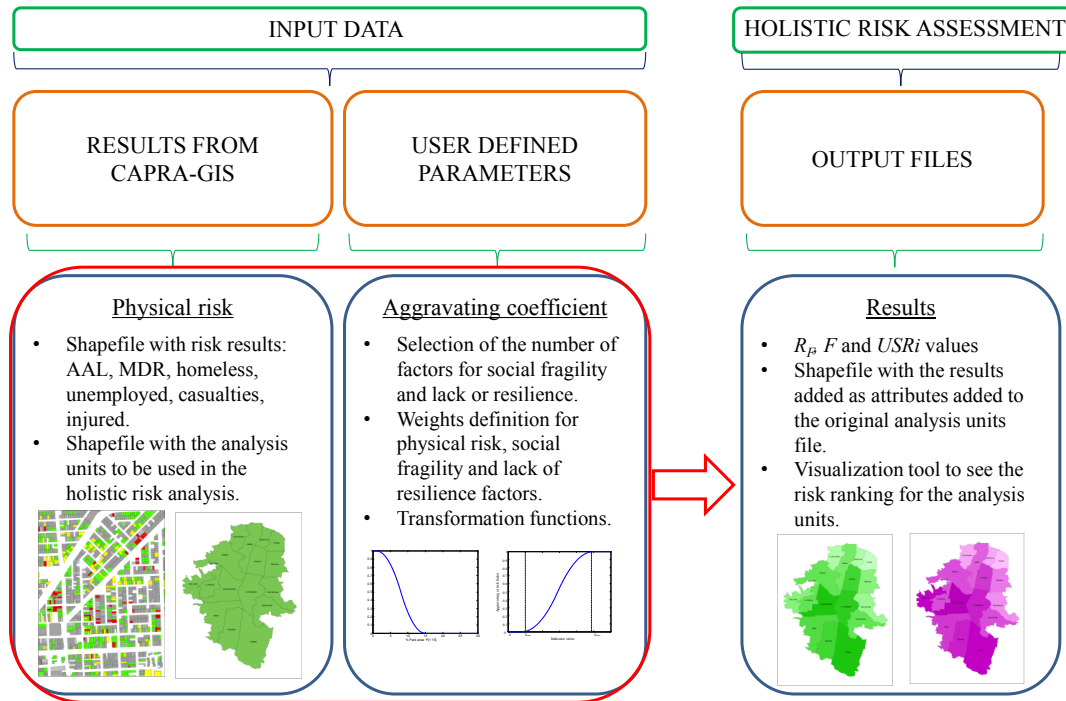 INPUT DATA
HOLISTIC RISK ASSESSMENT
RESULTS FROM
CAPRA-GIS
USER DEFINED
PARAMETERS
OUTPUT FILES
Physical risk
• Shapefile with risk results:
AAL, MDR, homeless,
unemployed, casualties,
injured.
• Shapefile with the analysis
units to be used in the
holistic risk analysis.
Aggravating coefficient
• Selection of the number of
factors for social fragility
and lack or resilience.
• Weights definition for
physical risk, social
fragility and lack of
resilience factors.
• Transformation functions.
Results
• RF, F and USRi values
• Shapefile with the results
added as attributes added to
the original analysis units
file.
• Visualization tool to see the
risk ranking for the analysis
units.
Indicator value